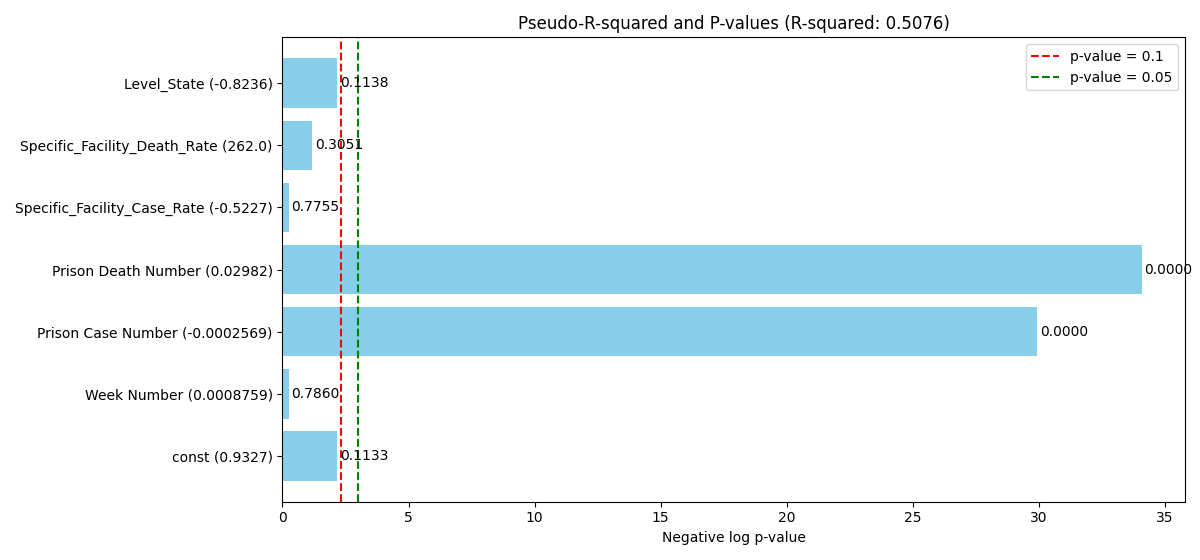 Pseudo-R-squared and P-values (R-squared: 0.5076)
p-value = 0.1
p-value = 0.05
Level_State (-0.8236)
0.1138
Specific_Facility_Death_Rate (262.0)
0.3051
Specific_Facility_Case_Rate (-0.5227)
0.7755
Prison Death Number (0.02982)
0.0000
Prison Case Number (-0.0002569)
0.0000
Week Number (0.0008759)
0.7860
const (0.9327)
0.1133
0 5 10 15 20 25 30 35
Negative log p-value